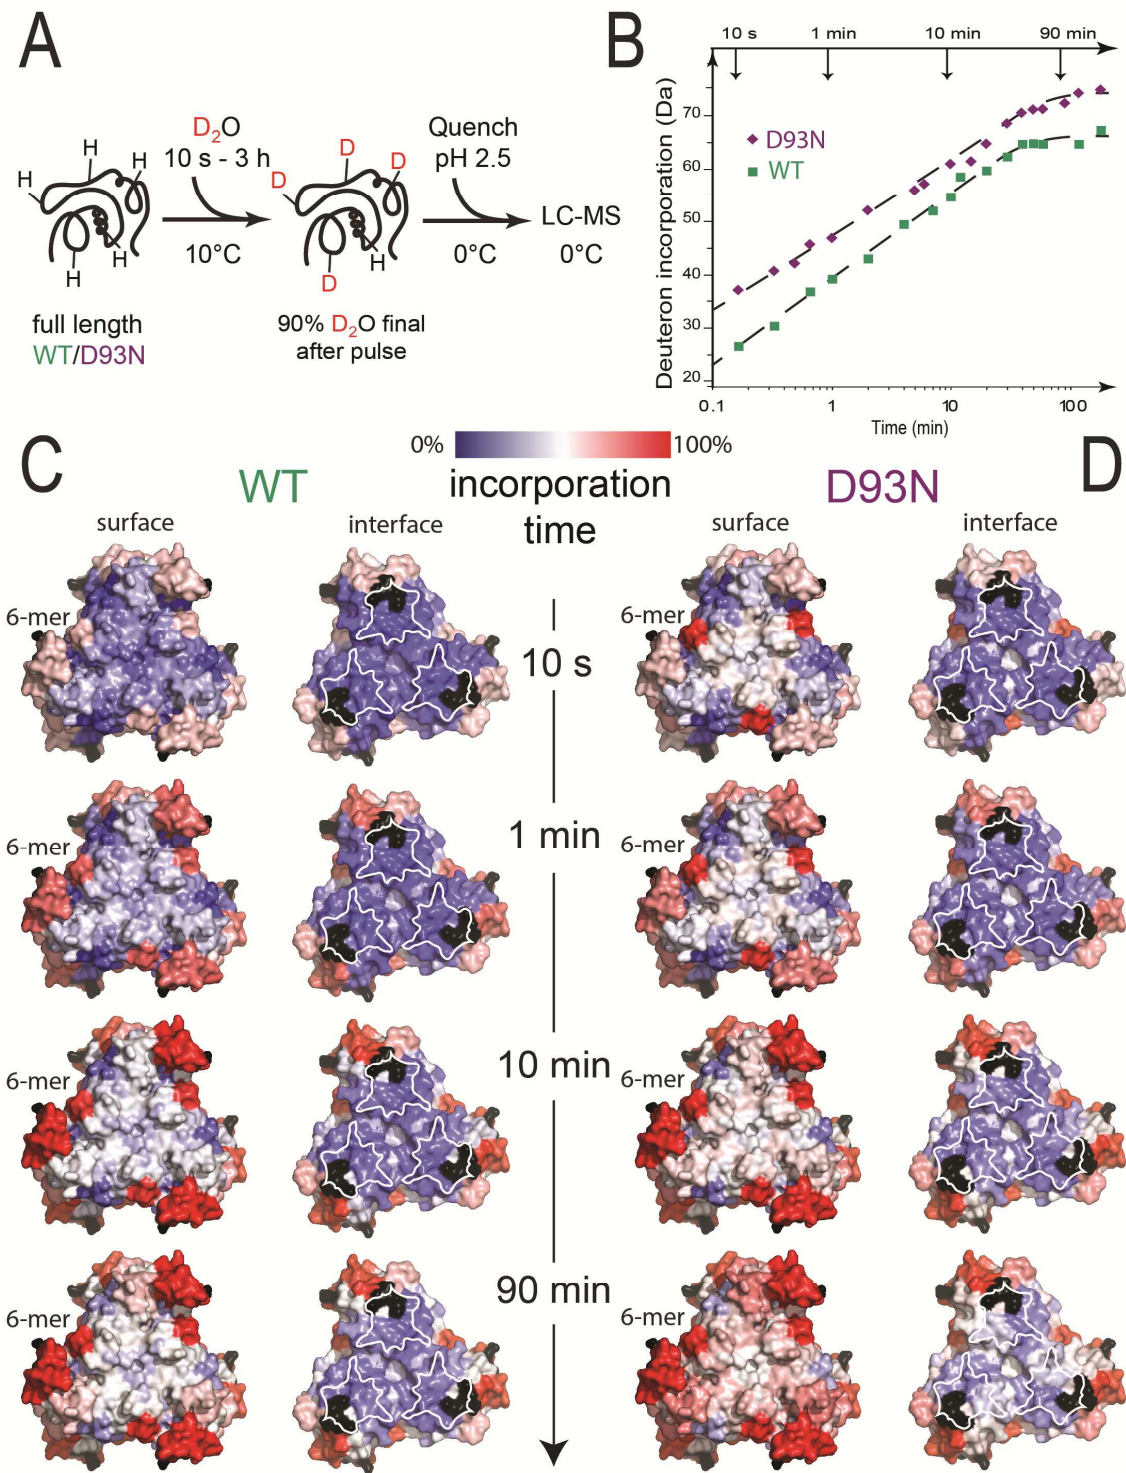 A
D₂O
10 s - 3 h
10°C
Quench
pH 2.5
0°C
LC-MS
0°C
H
H
H
H
H
D
D
D
D
H
full length
WT/D93N
90% D₂O final
after pulse
B
10 s
1 min
10 min
90 min
Deuteron incorporation (Da)
70
60
50
40
30
20
D93N
WT
0.1
1
10
100
Time (min)
C
WT
surface
interface
0%
100%
incorporation
time
D93N
D
surface
interface
6-mer
10 s
6-mer
6-mer
1 min
6-mer
6-mer
10 min
6-mer
6-mer
90 min
6-mer